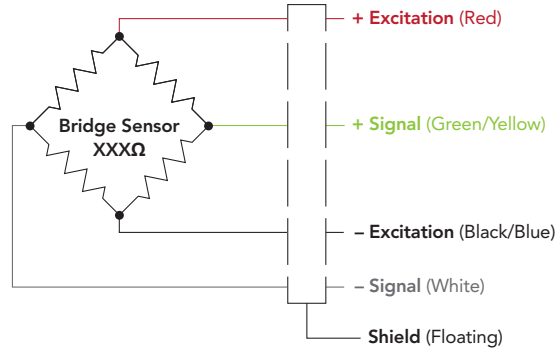 + Excitation (Red)
Bridge Sensor
XXXΩ
+ Signal (Green/Yellow)
– Excitation (Black/Blue)
– Signal (White)
Shield (Floating)